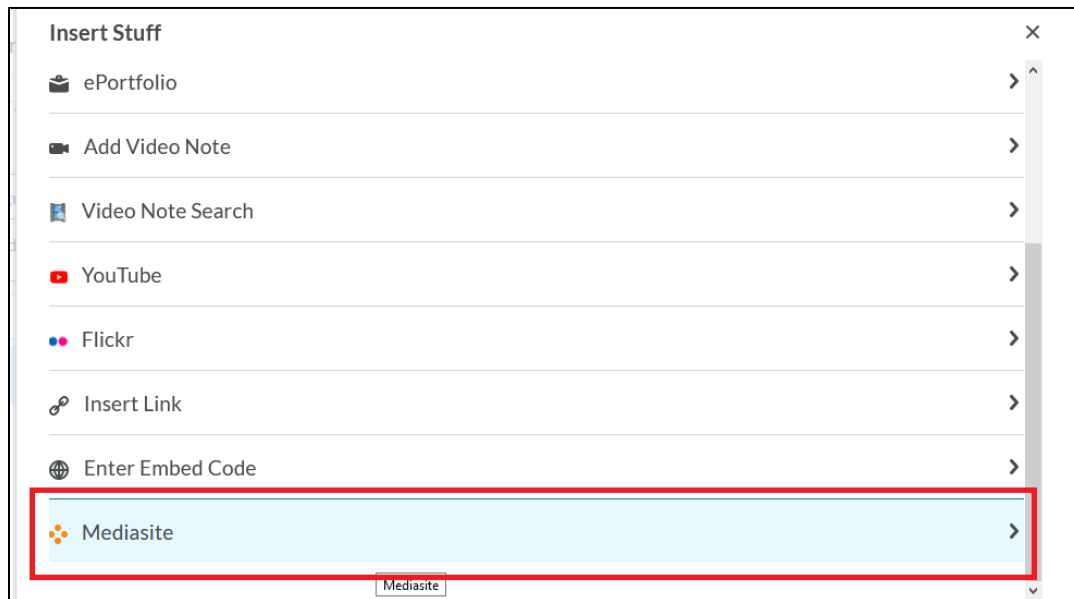 Insert Stuff
ePortfolio
Add Video Note
Video Note Search
YouTube
Flickr
Insert Link
Enter Embed Code
Mediasite
Mediasite